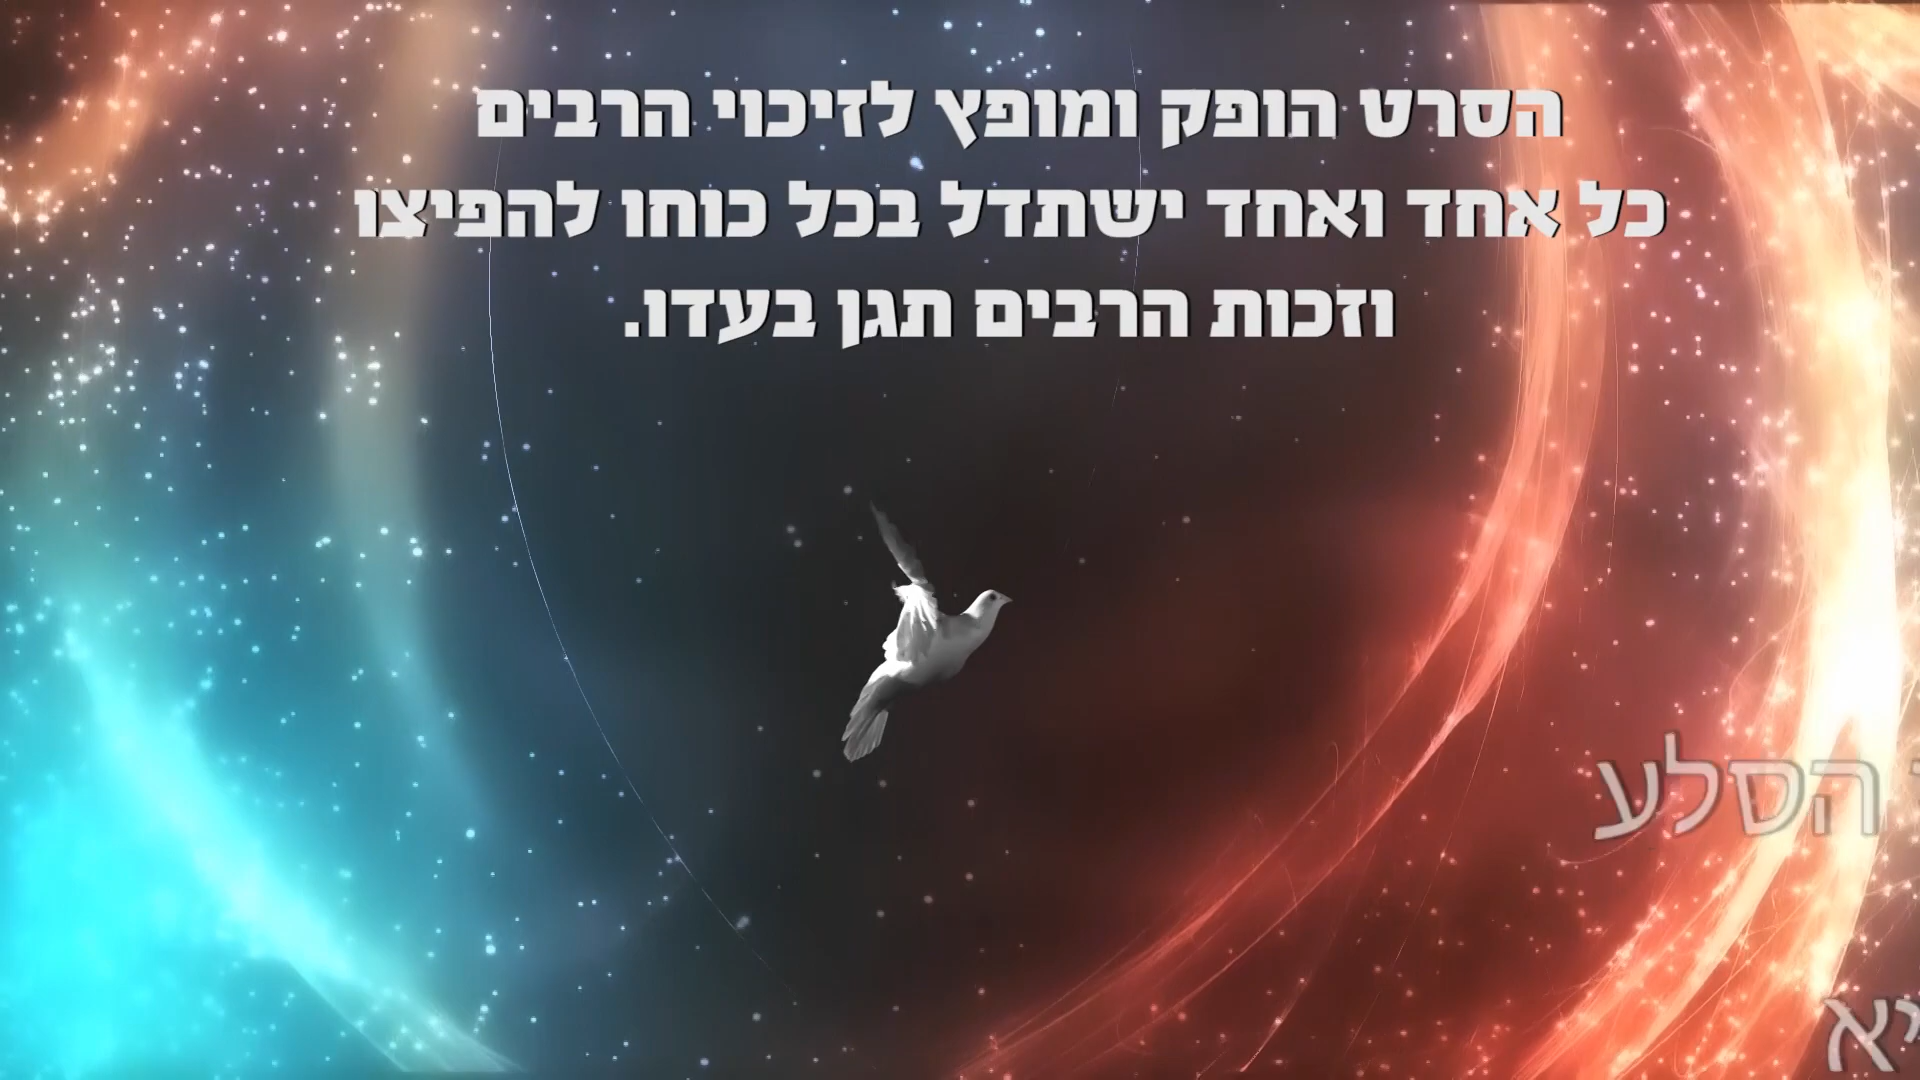 הסרט הופק ומופץ לזיכוי הרבים
כל אחד ואחד ישתדל בכל כוחו להפיצו
וזכות הרבים תגן בעדו.
הסלע